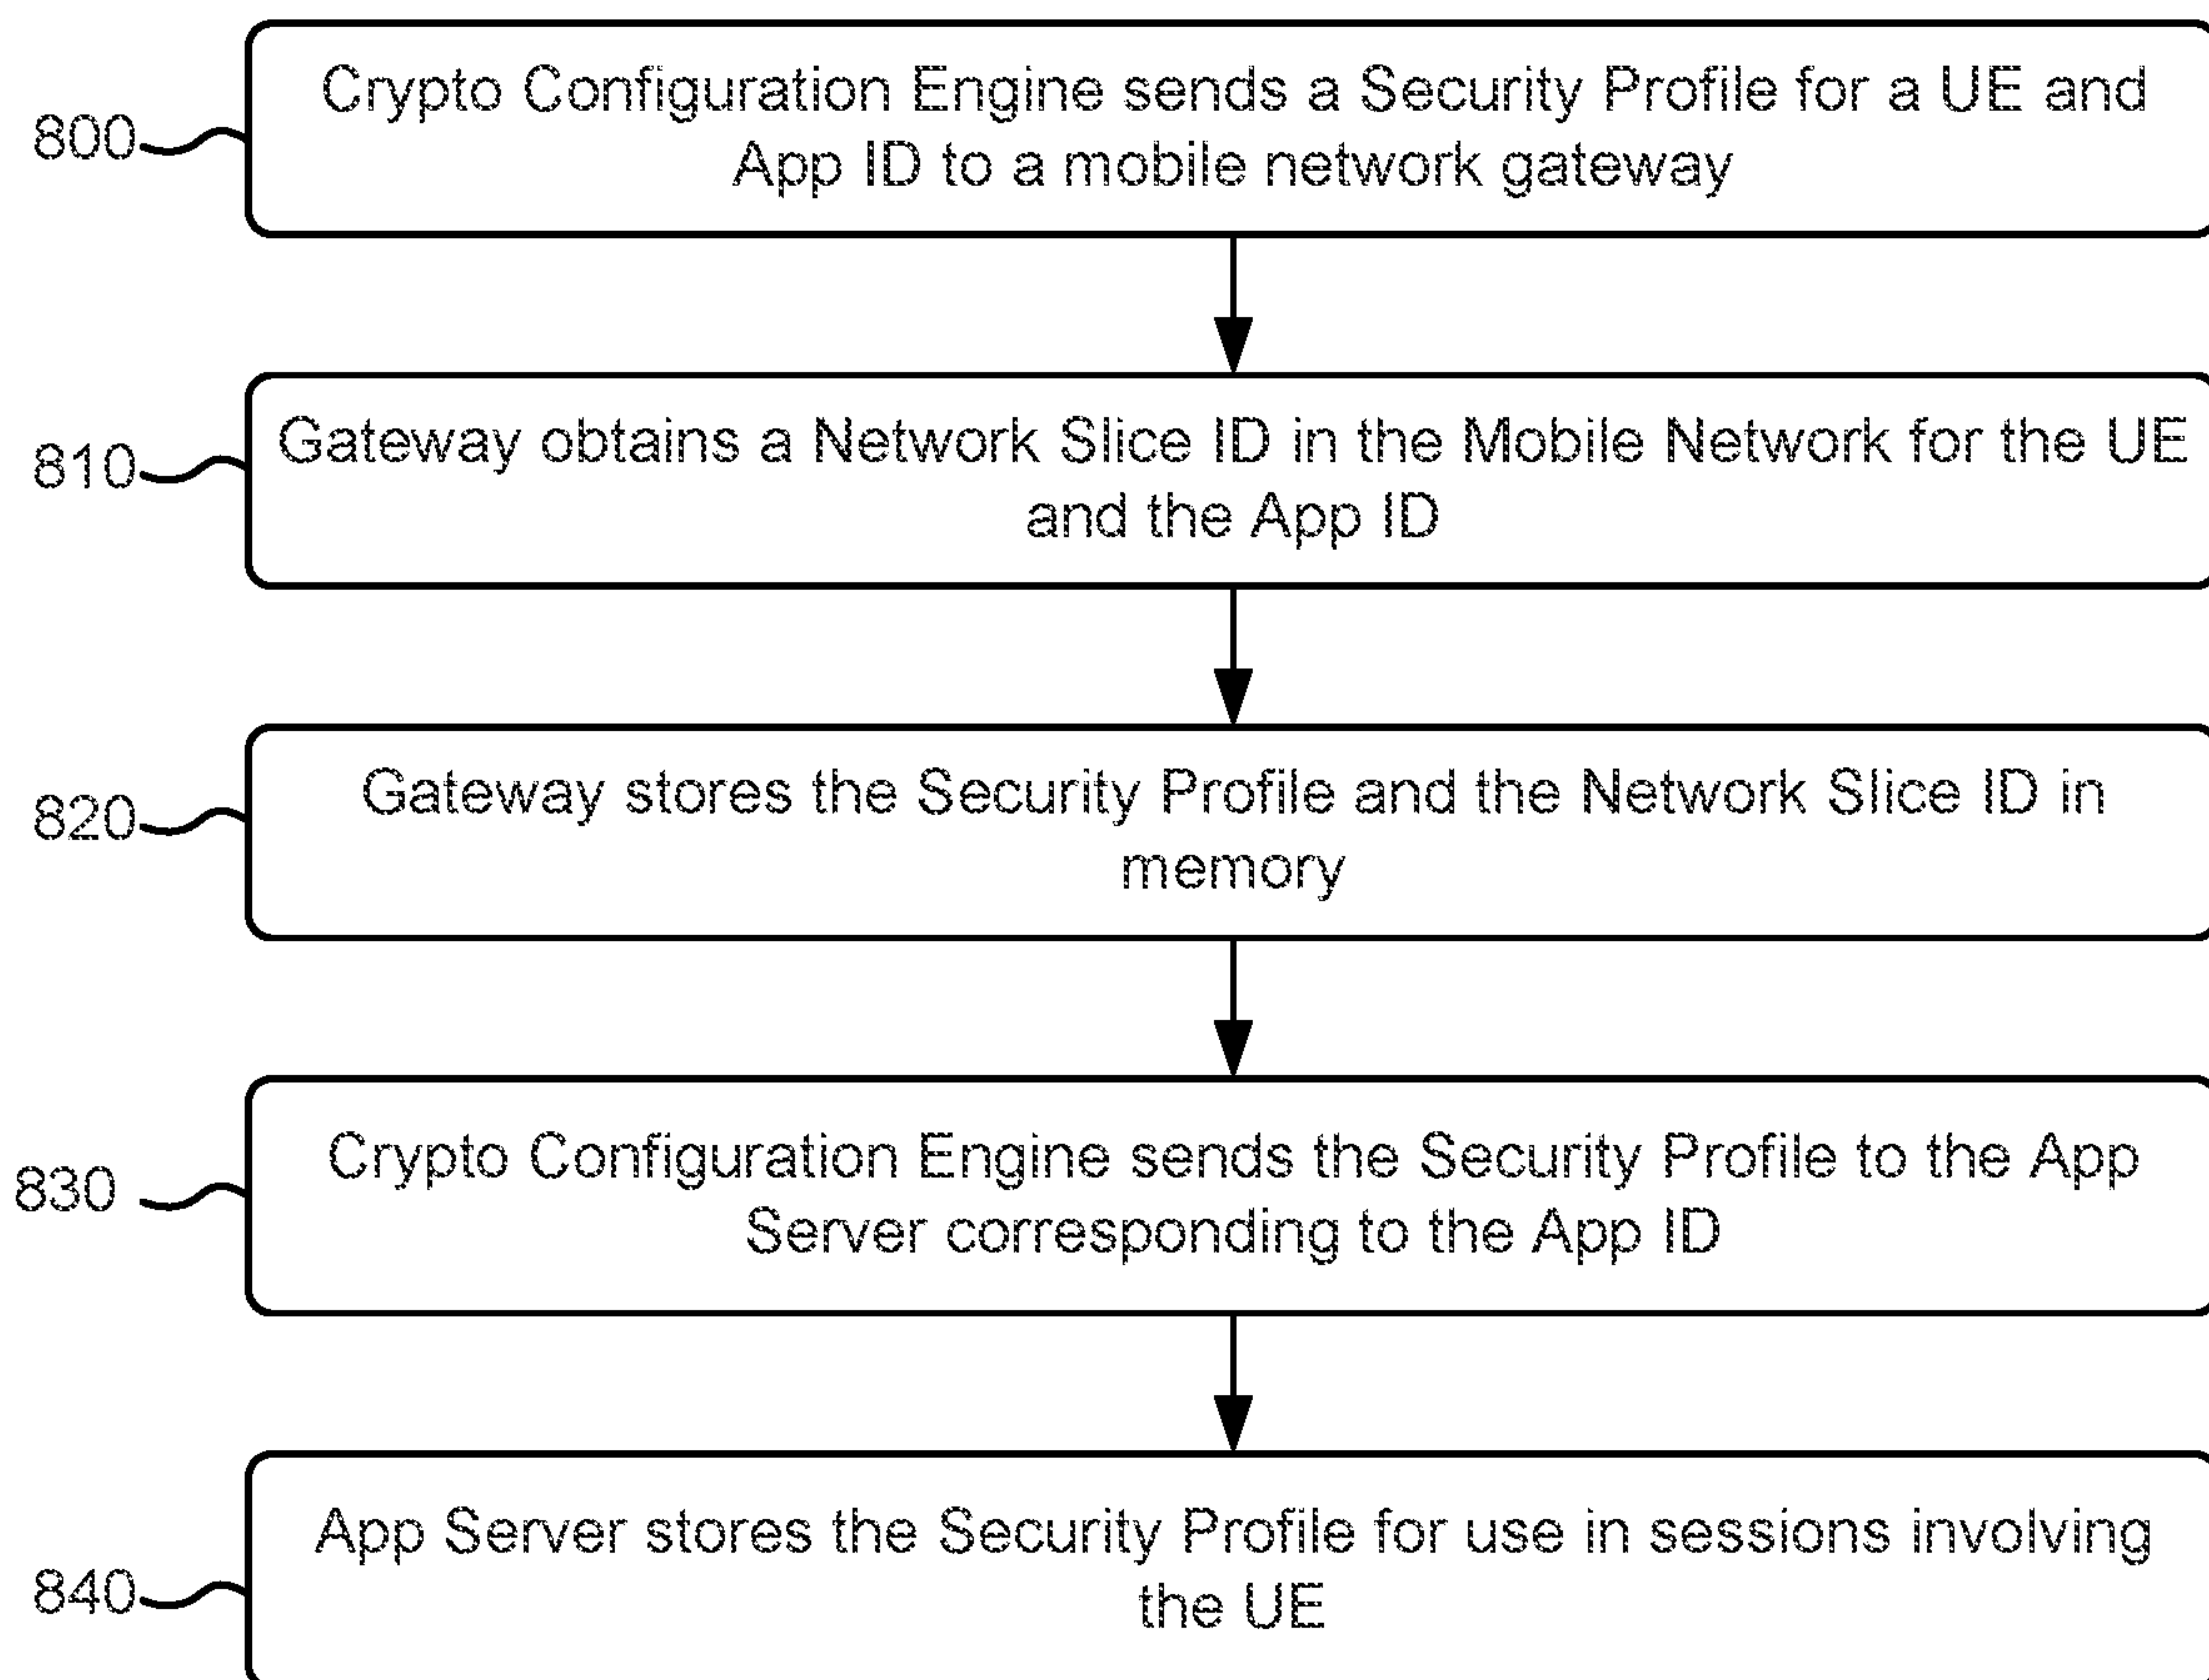 800
Crypto Configuration Engine sends a Security Profile for a UE and
App ID to a mobile network gateway
810
Gateway obtains a Network Slice ID in the Mobile Network for the UE
and the App ID
820
Gateway stores the Security Profile and the Network Slice ID in
memory
830
Crypto Configuration Engine sends the Security Profile to the App
Server corresponding to the App ID
840
App Server stores the Security Profile for use in sessions involving
the UE